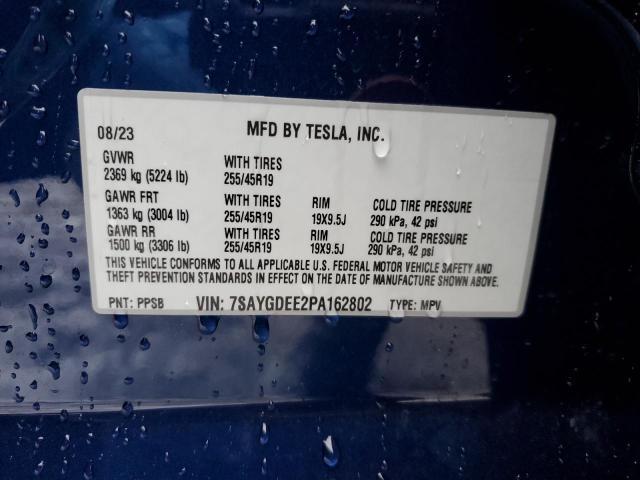 08/23 MFD BY TESLA, INC.
GVWR
2369 kg (5224 lb) WITH TIRES 255/45R19
GAWR FRT WITH TIRES RIM COLD TIRE PRESSURE
1363 kg (3004 lb) 255/45R19 19X9.5J 290 kPa, 42 psi
GAWR RR WITH TIRES RIM COLD TIRE PRESSURE
1500 kg (3306 lb) 255/45R19 19X9.5J 290 kPa, 42 psi
THIS VEHICLE CONFORMS TO ALL APPLICABLE U.S. FEDERAL MOTOR VEHICLE SAFETY AND
THEFT PREVENTION STANDARDS IN EFFECT ON THE DATE OF MANUFACTURE SHOWN ABOVE.
PNT: PPSB VIN: 7SAYGDEE2PA162802 TYPE: MPV